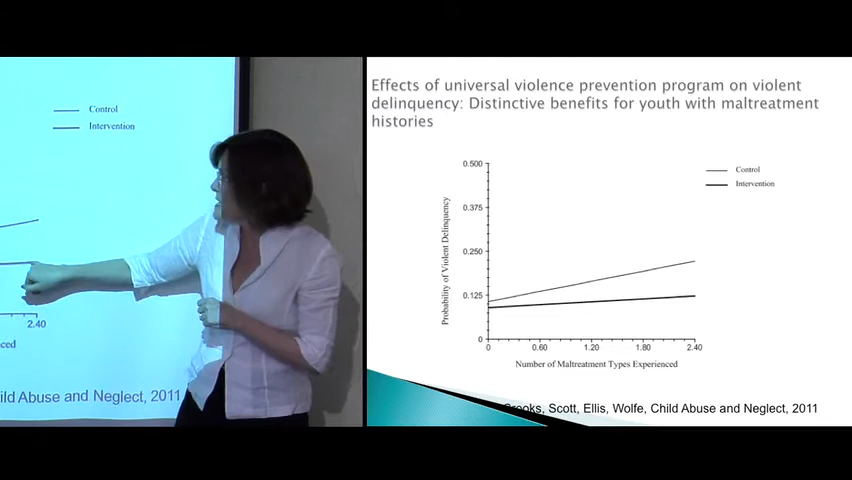 Control
Intervention
2.40
ced
ild Abuse and Neglect, 2011
Effects of universal violence prevention program on violent
delinquency: Distinctive benefits for youth with maltreatment
histories
0.500
Control
Intervention
0.375
Probability of Violent Delinquency
0.250
0.125
0
0 0.60 1.20 1.80 2.40
Number of Maltreatment Types Experienced
Crooks, Scott, Ellis, Wolfe, Child Abuse and Neglect, 2011